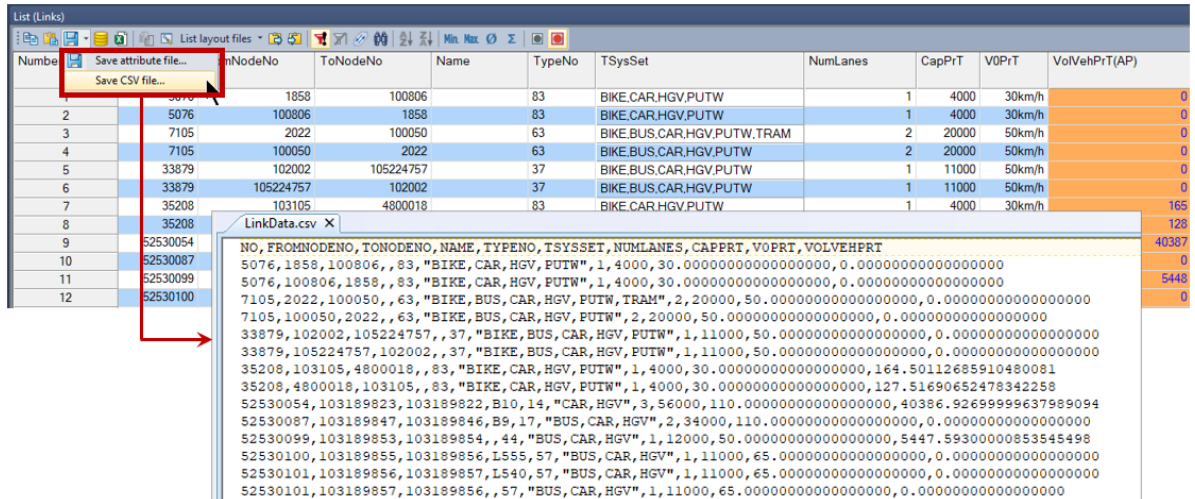 List (Links)
List layout files Min. Max. Ø Σ
Save attribute file...
Save CSV file...
Number mNodeNo ToNodeNo Name TypeNo TSysSet NumLanes CapPrT V0PrT VolVehPrT(AP)
1 5076 1858 100806 83 BIKE,CAR,HGV,PUTW 1 4000 30km/h 0
2 5076 100806 1858 83 BIKE,CAR,HGV,PUTW 1 4000 30km/h 0
3 7105 2022 100050 63 BIKE,BUS,CAR,HGV,PUTW,TRAM 2 20000 50km/h 0
4 7105 100050 2022 63 BIKE,BUS,CAR,HGV,PUTW 2 20000 50km/h 0
5 33879 102002 105224757 37 BIKE,BUS,CAR,HGV,PUTW 1 11000 50km/h 0
6 33879 105224757 102002 37 BIKE,BUS,CAR,HGV,PUTW 1 11000 50km/h 0
7 35208 103105 4800018 83 BIKE,CAR,HGV,PUTW 1 4000 30km/h 165
8 35208 128
9 52530054 40387
10 52530087 0
11 52530099 5448
12 52530100 0
LinkData.csv X
NO,FROMNODENO,TONODENO,NAME,TYPENO,TSYSSET,NUMLANES,CAPPRT,V0PRT,VOLVEHPRT
5076,1858,100806,,83,"BIKE,CAR,HGV,PUTW",1,4000,30.0000000000000000,0.0000000000000000
5076,100806,1858,,83,"BIKE,CAR,HGV,PUTW",1,4000,30.0000000000000000,0.0000000000000000
7105,2022,100050,,63,"BIKE,BUS,CAR,HGV,PUTW,TRAM",2,20000,50.0000000000000000,0.0000000000000000
7105,100050,2022,,63,"BIKE,BUS,CAR,HGV,PUTW",2,20000,50.0000000000000000,0.0000000000000000
33879,102002,105224757,,37,"BIKE,BUS,CAR,HGV,PUTW",1,11000,50.0000000000000000,0.0000000000000000
33879,105224757,102002,,37,"BIKE,BUS,CAR,HGV,PUTW",1,11000,50.0000000000000000,0.0000000000000000
35208,103105,4800018,,83,"BIKE,CAR,HGV,PUTW",1,4000,30.0000000000000000,164.50112685910480081
35208,4800018,103105,,83,"BIKE,CAR,HGV,PUTW",1,4000,30.0000000000000000,127.51690652478342258
52530054,103189823,103189822,B10,14,"CAR,HGV",3,56000,110.0000000000000000,40386.92699999637989094
52530087,103189847,103189846,B9,17,"BUS,CAR,HGV",2,34000,110.0000000000000000,0.0000000000000000
52530099,103189853,103189854,,44,"BUS,CAR,HGV",1,12000,50.0000000000000000,5447.59300000853545498
52530100,103189855,103189856,L555,57,"BUS,CAR,HGV",1,11000,65.0000000000000000,0.0000000000000000
52530101,103189856,103189857,L540,57,"BUS,CAR,HGV",1,11000,65.0000000000000000,0.0000000000000000
52530101,103189857,103189856,,57,"BUS,CAR,HGV",1,11000,65.0000000000000000,0.0000000000000000